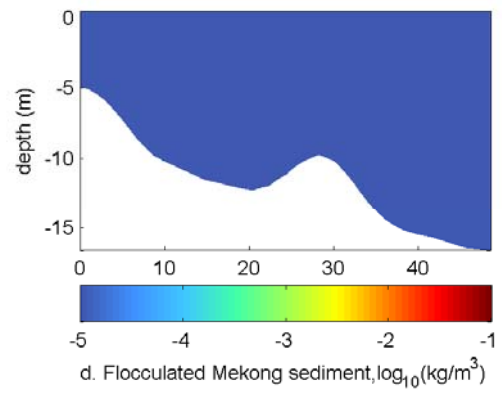 0
-5
-10
-15
depth (m)
0 10 20 30 40
-5 -4 -3 -2 -1
d. Flocculated Mekong sediment,log₁₀(kg/m³)